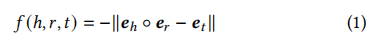 f(h, r, t) = −‖e_h ∘ e_r − e_t‖ (1)